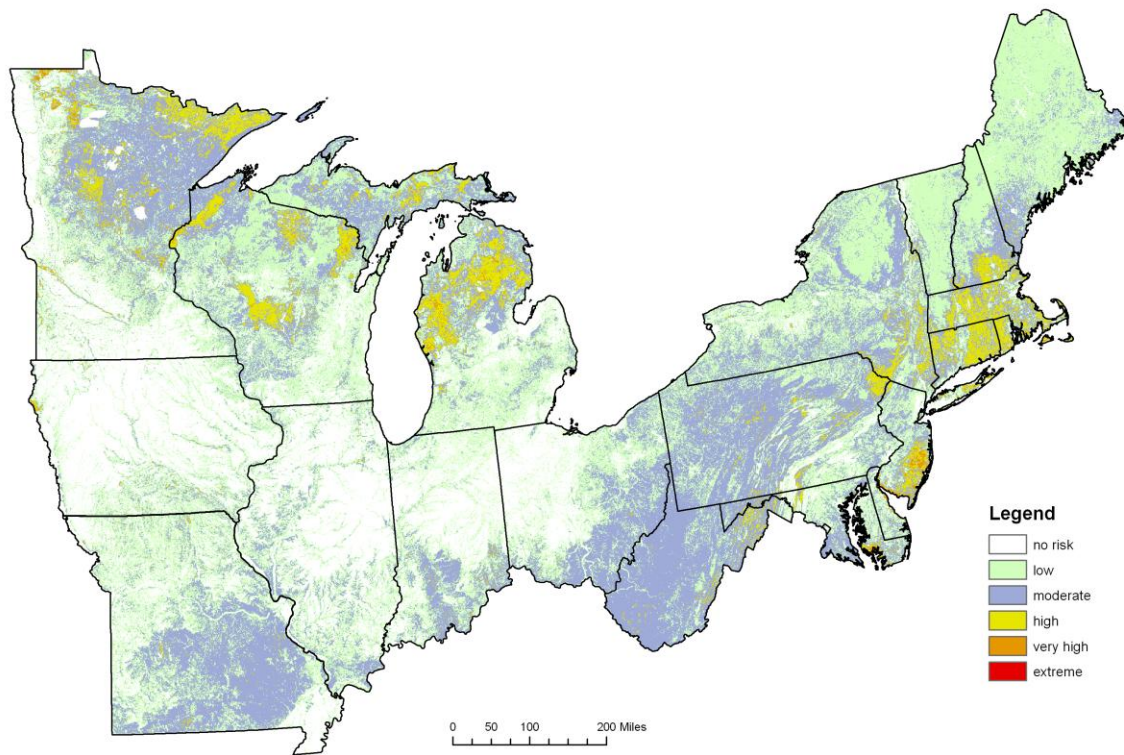 Legend
no risk
low
moderate
high
very high
extreme
0 50 100 200 Miles